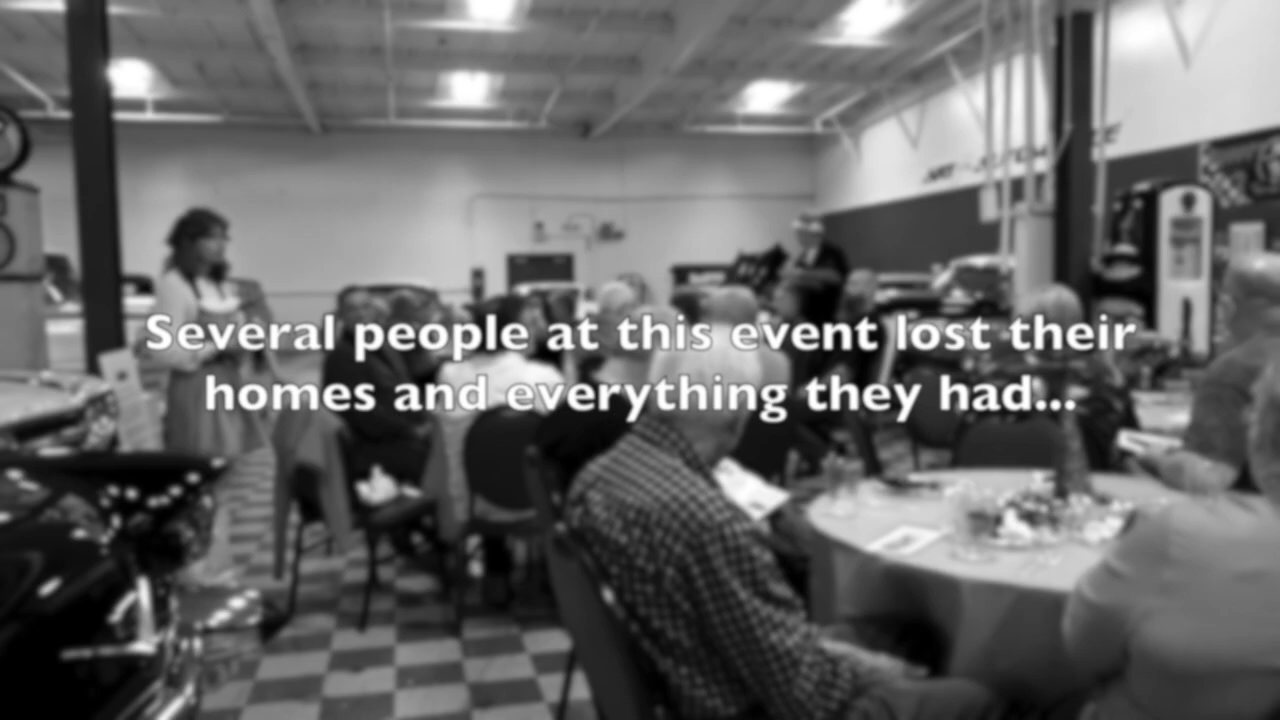 Several people at this event lost their
homes and everything they had...